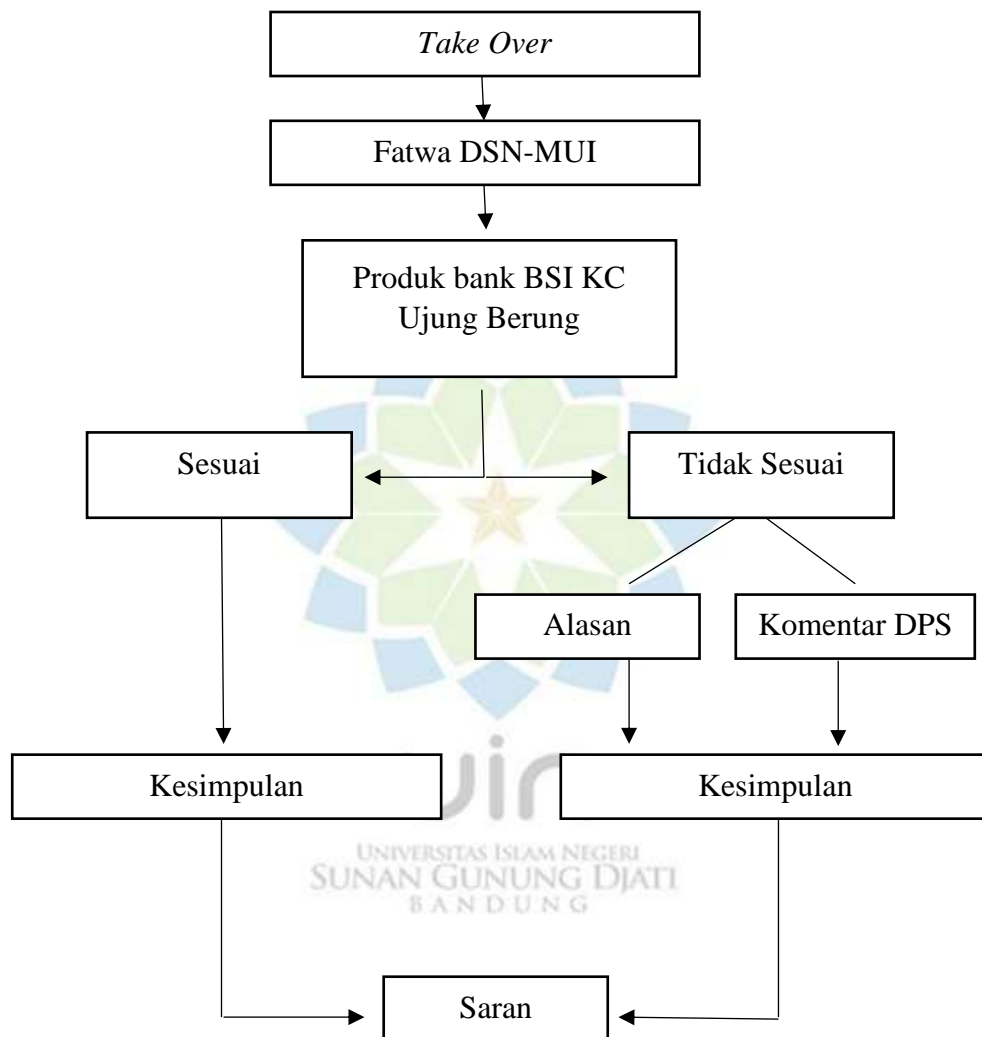 Take Over
Fatwa DSN-MUI
Produk bank BSI KC
Ujung Berung
Sesuai
Tidak Sesuai
Alasan
Komentar DPS
Kesimpulan
Kesimpulan
uin
UNIVERSITAS ISLAM NEGERI
SUNAN GUNUNG DJATI
BANDUNG
Saran